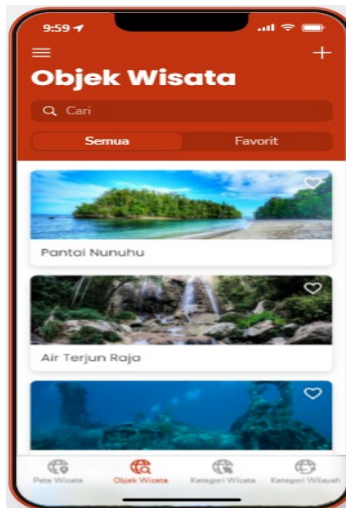 9:59
Objek Wisata
Cari
Semua Favorit
Pantai Nunuhu
Air Terjun Raja
Peta Wisata Objek Wisata Kategori Wisata Kategori Wilayah